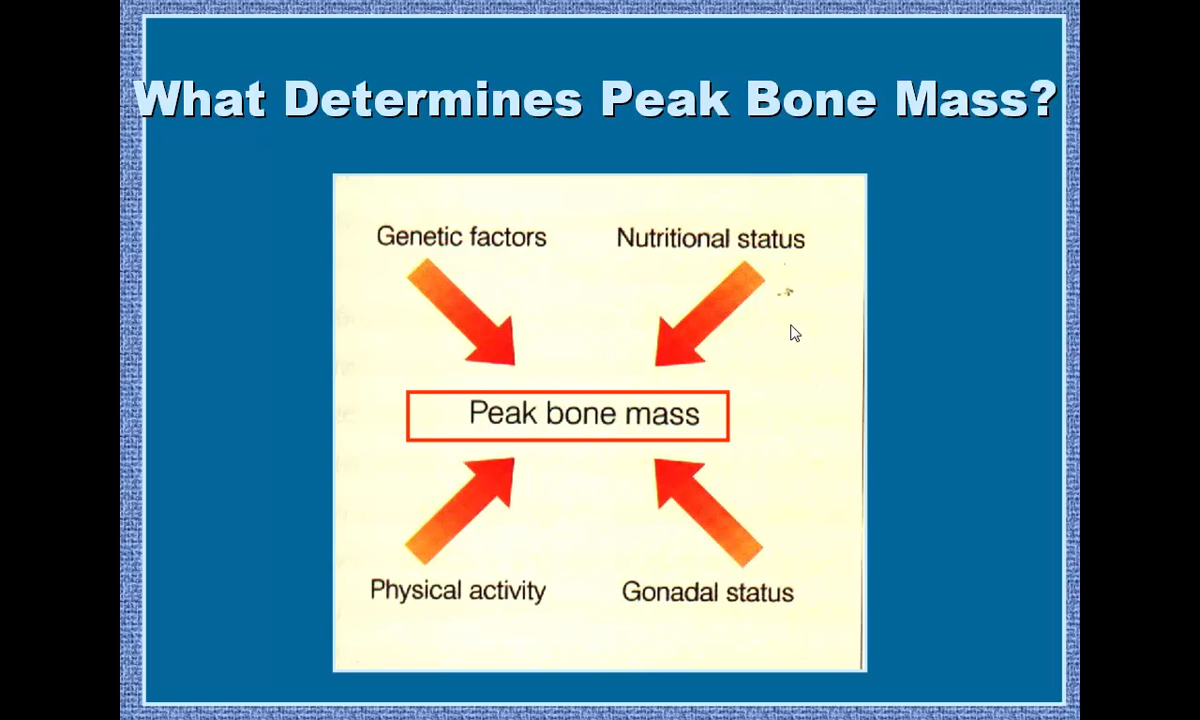 What Determines Peak Bone Mass?
Genetic factors
Nutritional status
Peak bone mass
Physical activity
Gonadal status